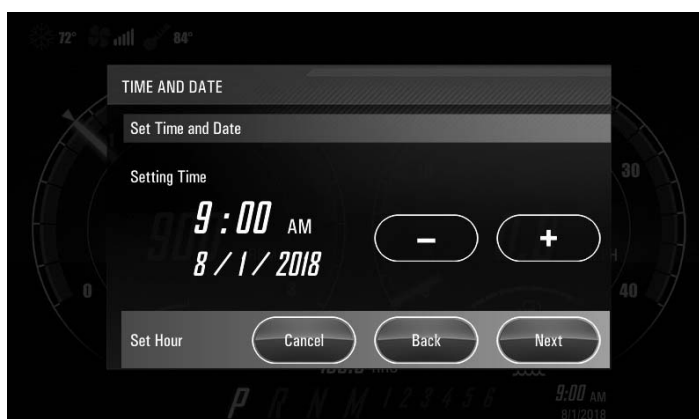 72° 84°
TIME AND DATE
Set Time and Date
Setting Time
30
9:00 AM
- +
8/1/2018
0 40
Set Hour Cancel Back Next
HRS
P R N M 1 2 3 4 5 6 9:00 AM
8/1/2018